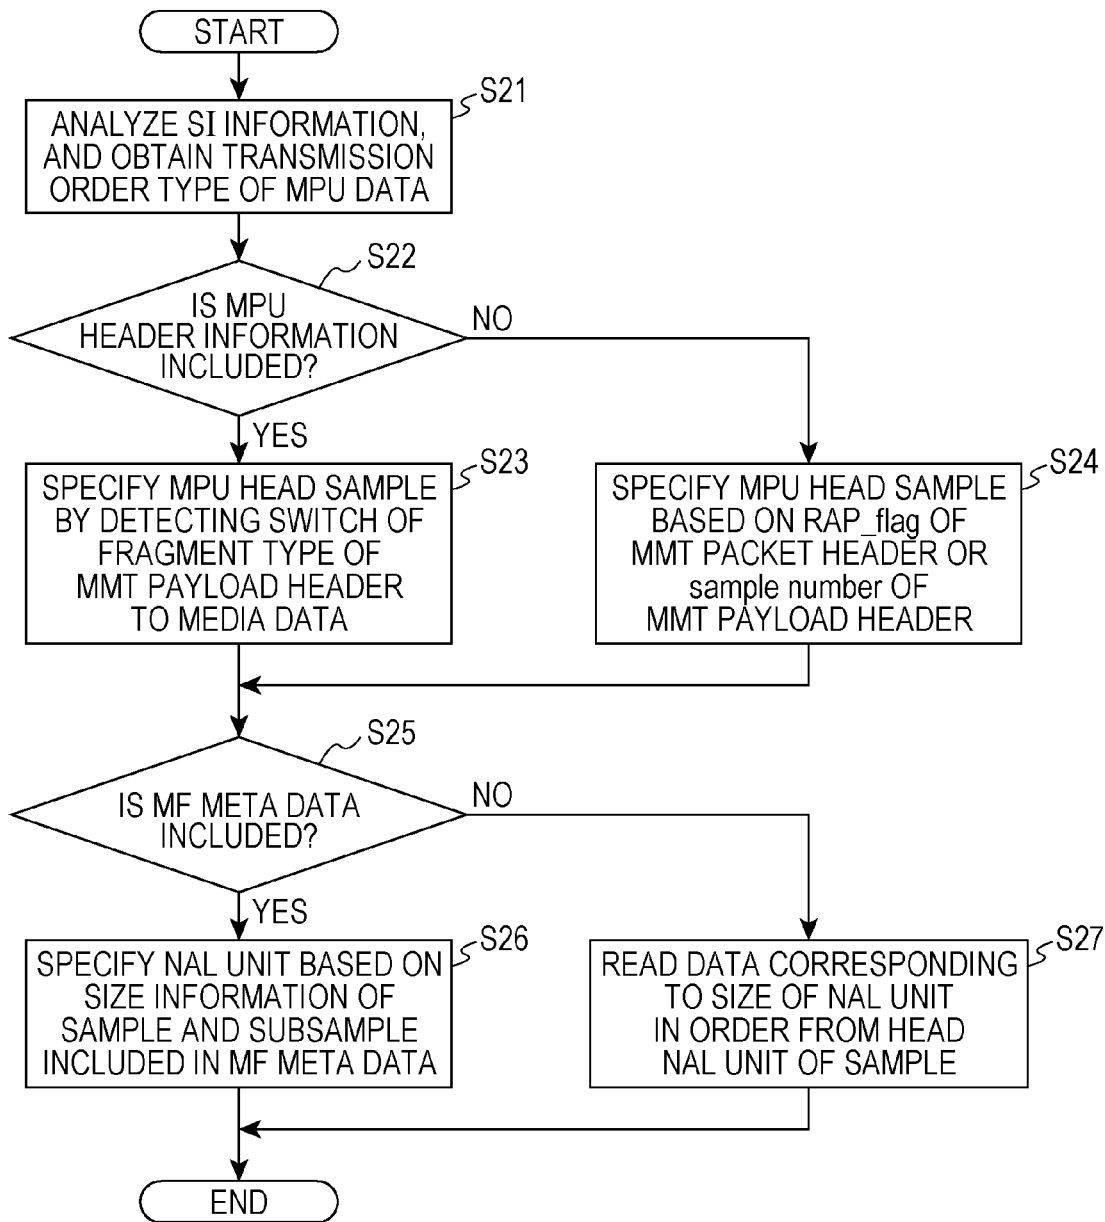 START
S21
ANALYZE SI INFORMATION,
AND OBTAIN TRANSMISSION
ORDER TYPE OF MPU DATA
S22
IS MPU
HEADER INFORMATION
INCLUDED?
NO
YES
S23
SPECIFY MPU HEAD SAMPLE
BY DETECTING SWITCH OF
FRAGMENT TYPE OF
MMT PAYLOAD HEADER
TO MEDIA DATA
S24
SPECIFY MPU HEAD SAMPLE
BASED ON RAP_flag OF
MMT PACKET HEADER OR
sample number OF
MMT PAYLOAD HEADER
S25
IS MF META DATA
INCLUDED?
NO
YES
S26
SPECIFY NAL UNIT BASED ON
SIZE INFORMATION OF
SAMPLE AND SUBSAMPLE
INCLUDED IN MF META DATA
S27
READ DATA CORRESPONDING
TO SIZE OF NAL UNIT
IN ORDER FROM HEAD
NAL UNIT OF SAMPLE
END